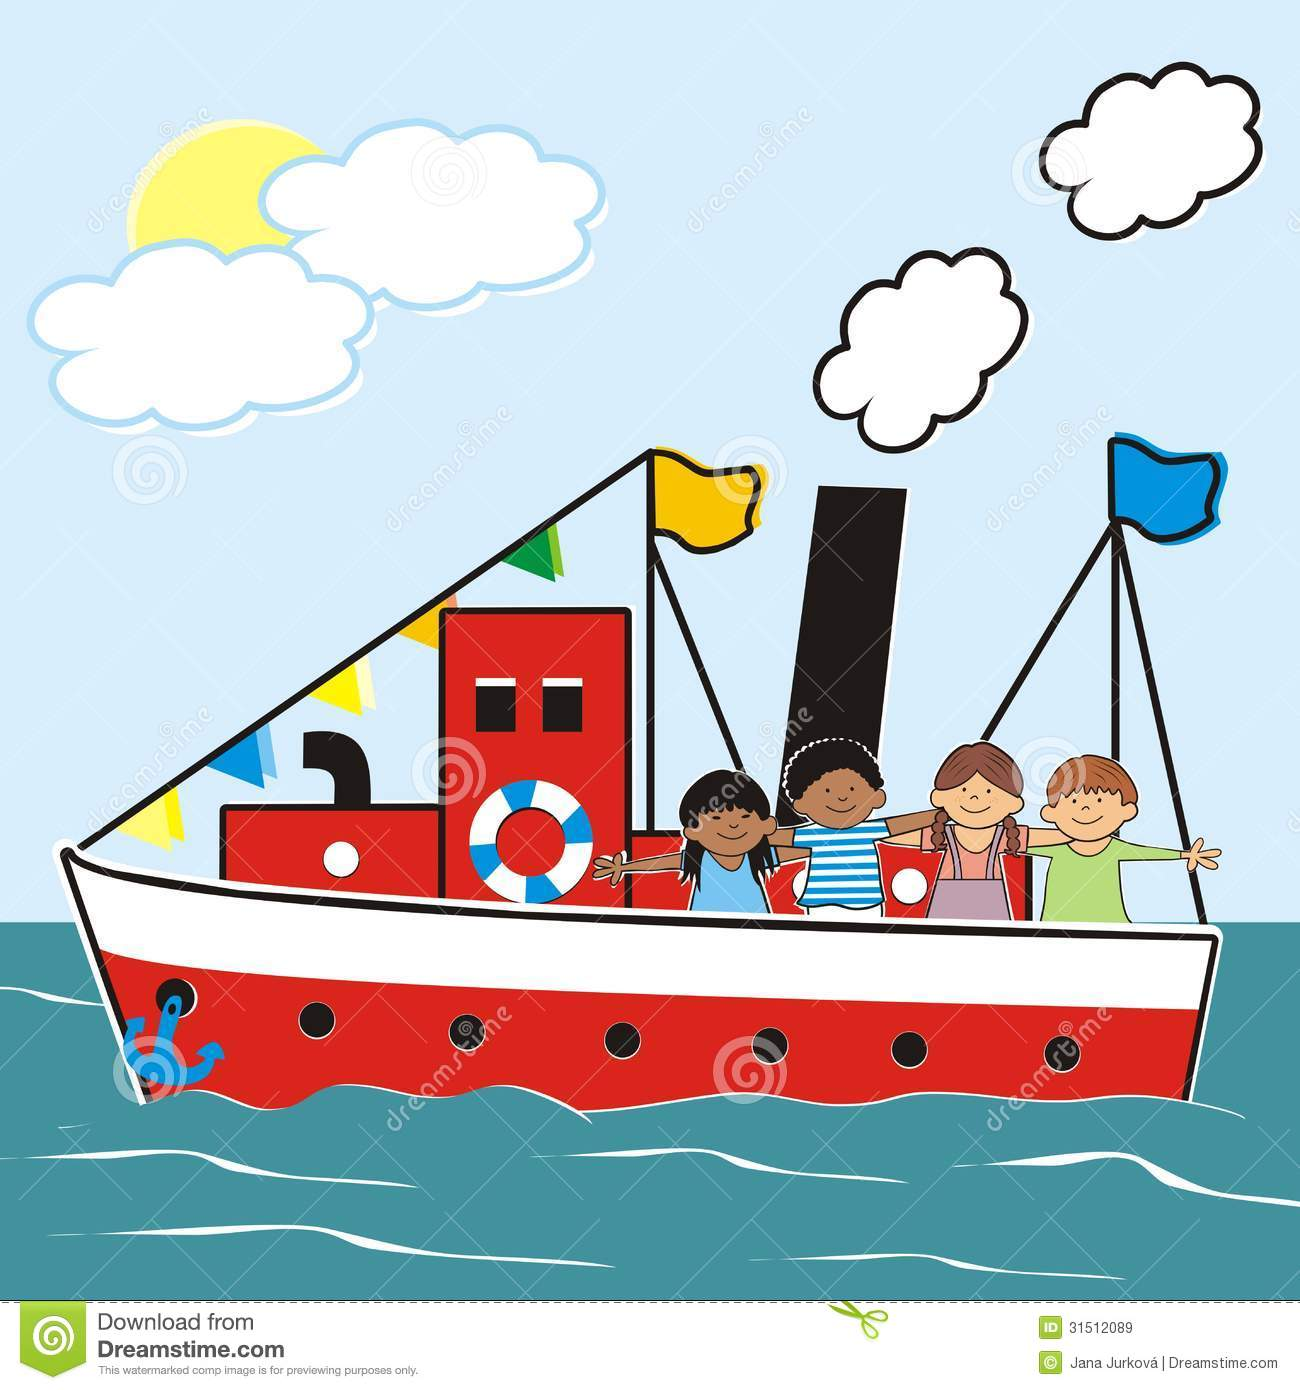 Download from
Dreamstime.com
This watermarked comp image is for previewing purposes only.
ID 31512089
© Jana Jurková | Dreamstime.com